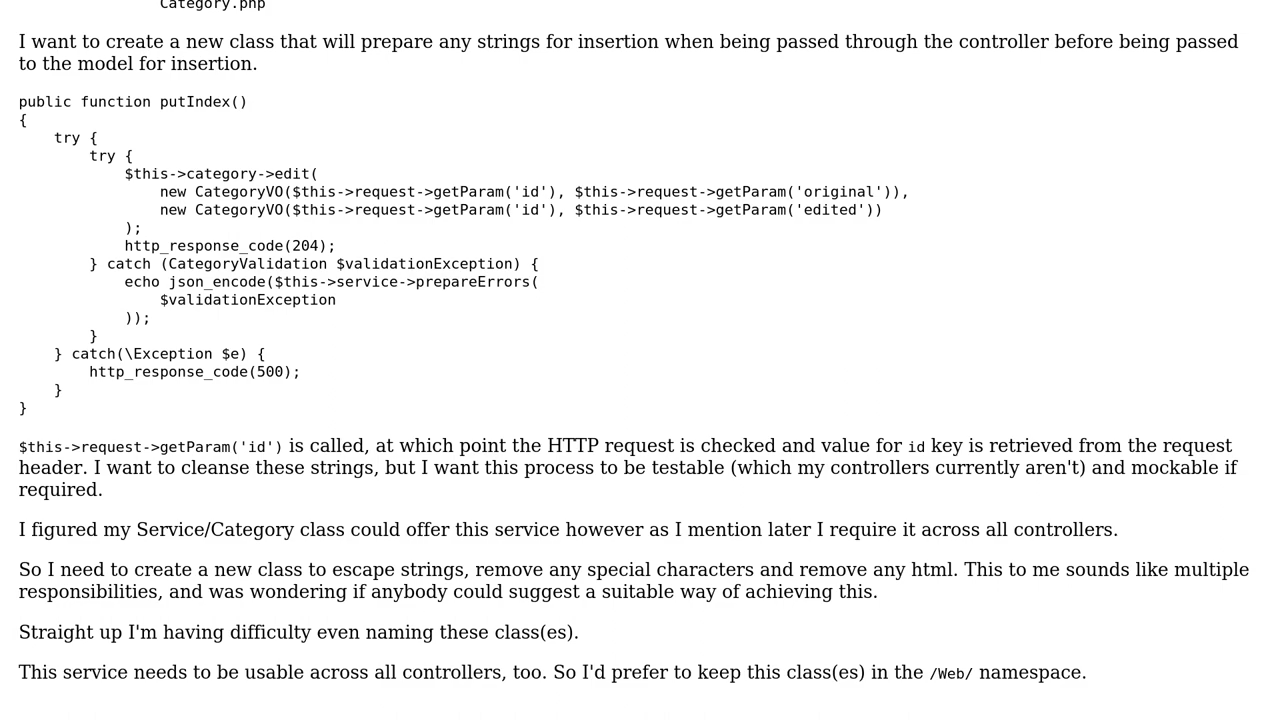 Category.php
I want to create a new class that will prepare any strings for insertion when being passed through the controller before being passed
to the model for insertion.
public function putIndex()
{
    try {
        try {
            $this->category->edit(
                new CategoryVO($this->request->getParam('id'), $this->request->getParam('original')),
                new CategoryVO($this->request->getParam('id'), $this->request->getParam('edited'))
            );
            http_response_code(204);
        } catch (CategoryValidation $validationException) {
            echo json_encode($this->service->prepareErrors(
                $validationException
            ));
        }
    } catch(\Exception $e) {
        http_response_code(500);
    }
}
$this->request->getParam('id') is called, at which point the HTTP request is checked and value for id key is retrieved from the request
header. I want to cleanse these strings, but I want this process to be testable (which my controllers currently aren't) and mockable if
required.
I figured my Service/Category class could offer this service however as I mention later I require it across all controllers.
So I need to create a new class to escape strings, remove any special characters and remove any html. This to me sounds like multiple
responsibilities, and was wondering if anybody could suggest a suitable way of achieving this.
Straight up I'm having difficulty even naming these class(es).
This service needs to be usable across all controllers, too. So I'd prefer to keep this class(es) in the /Web/ namespace.